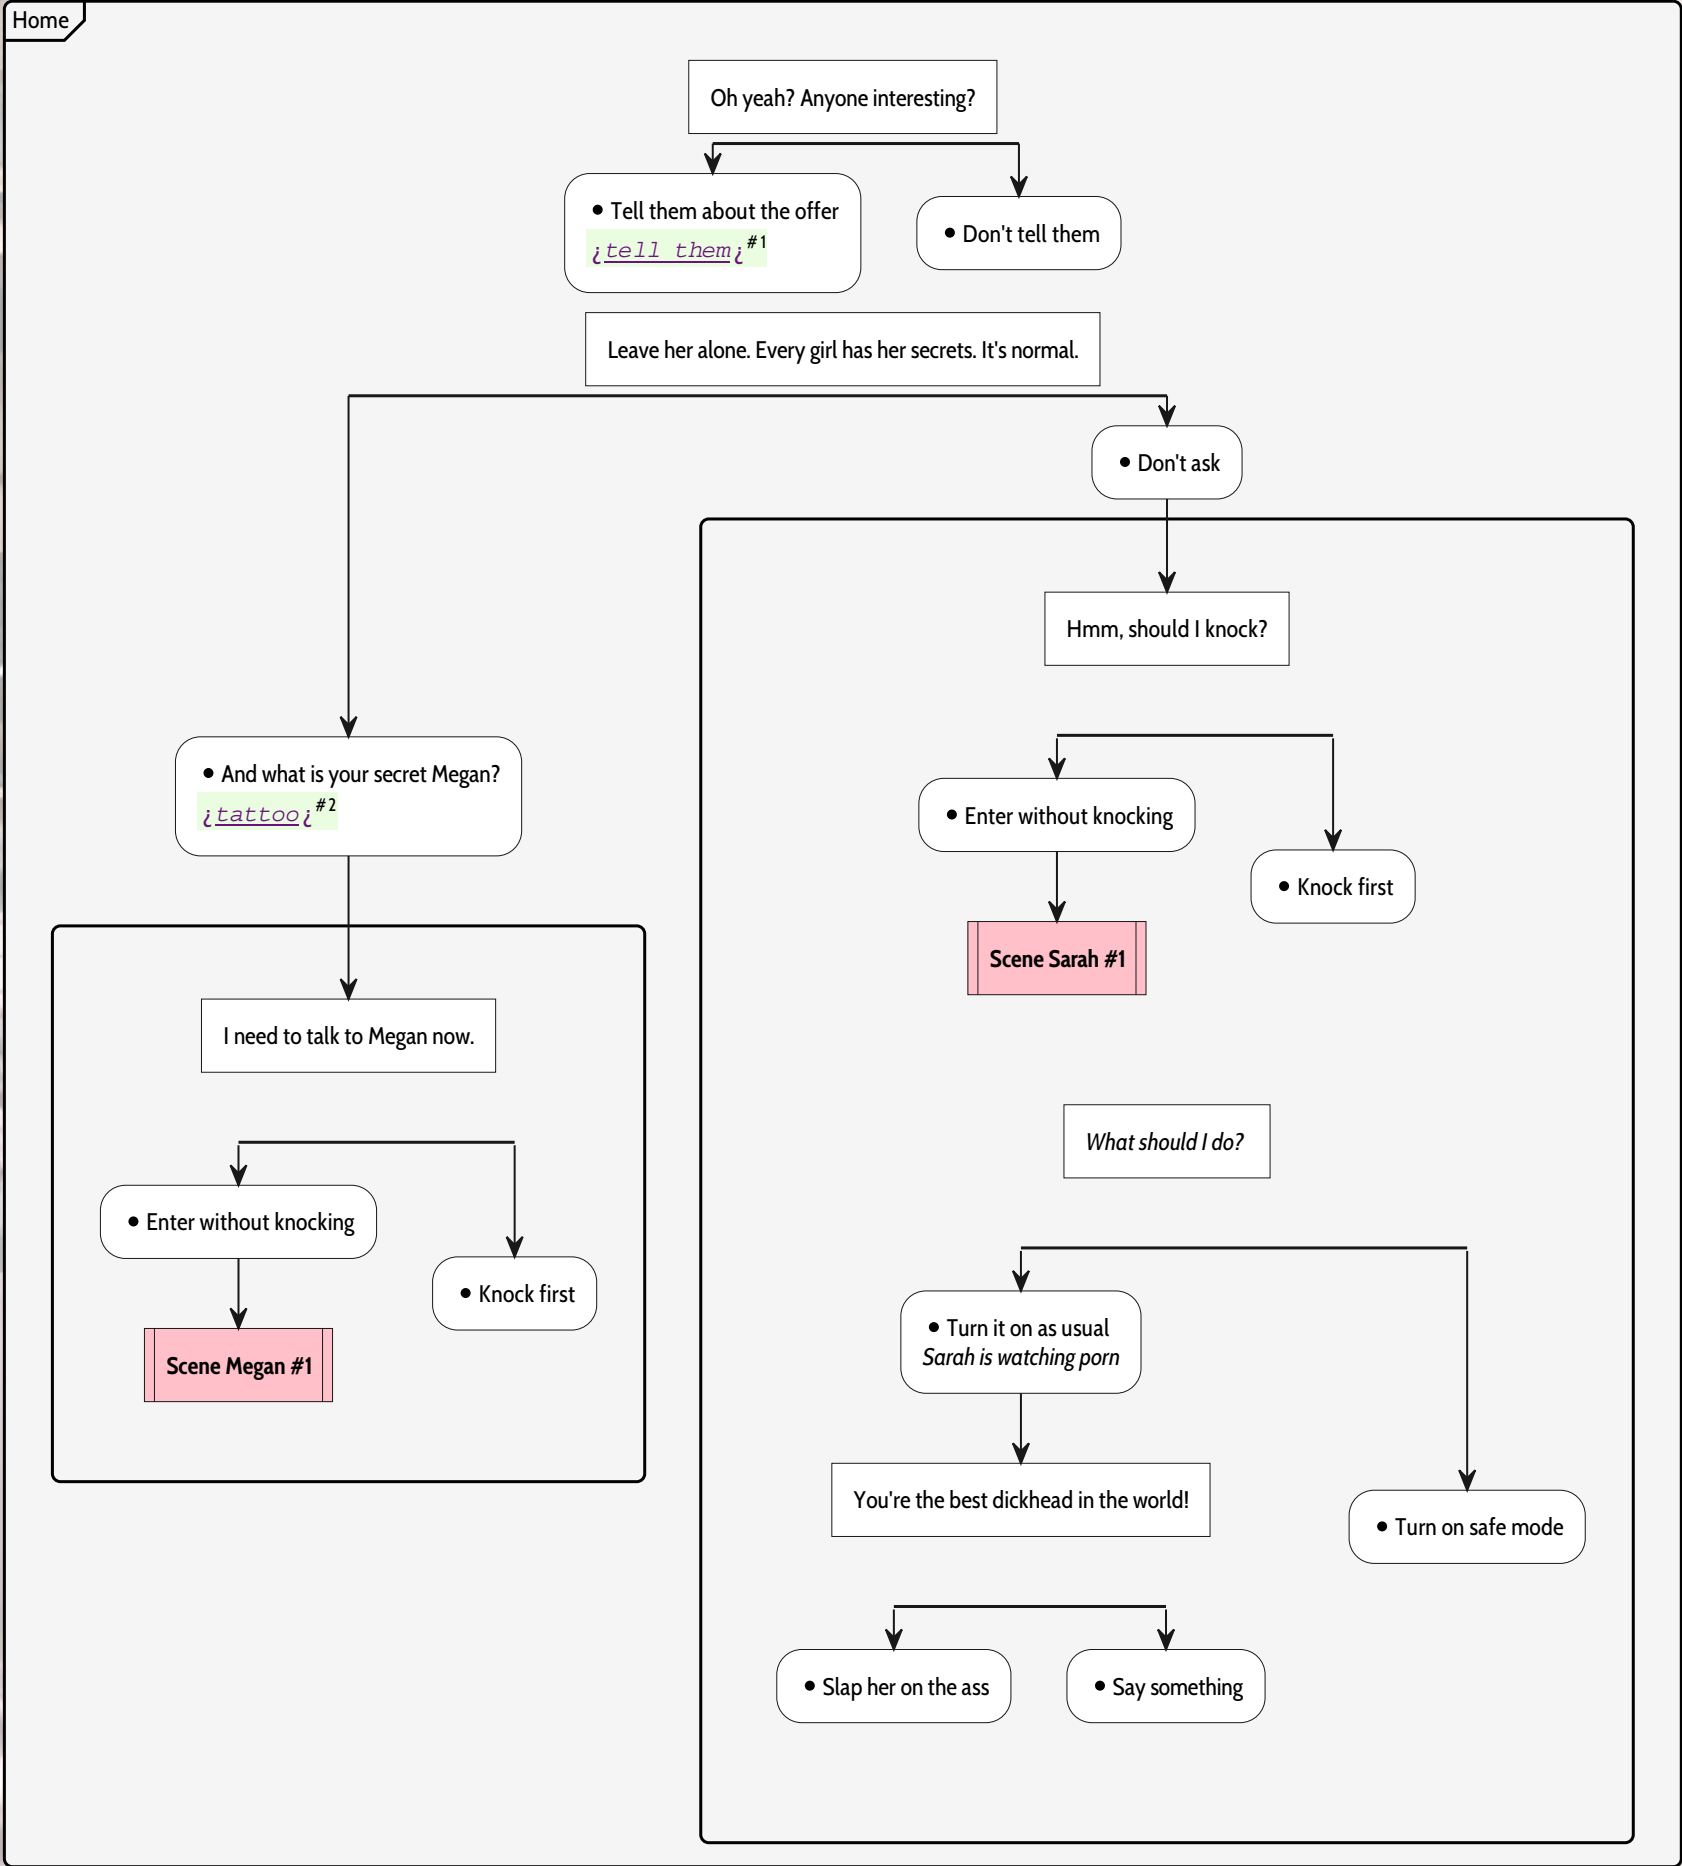 Home
Oh yeah? Anyone interesting?
• Tell them about the offer
¿tell them¿#1
• Don't tell them
Leave her alone. Every girl has her secrets. It's normal.
• Don't ask
Hmm, should I knock?
• And what is your secret Megan?
¿tattoo¿#2
• Enter without knocking
• Knock first
Scene Sarah #1
I need to talk to Megan now.
What should I do?
• Enter without knocking
• Knock first
Scene Megan #1
• Turn it on as usual
Sarah is watching porn
You're the best dickhead in the world!
• Turn on safe mode
• Slap her on the ass
• Say something